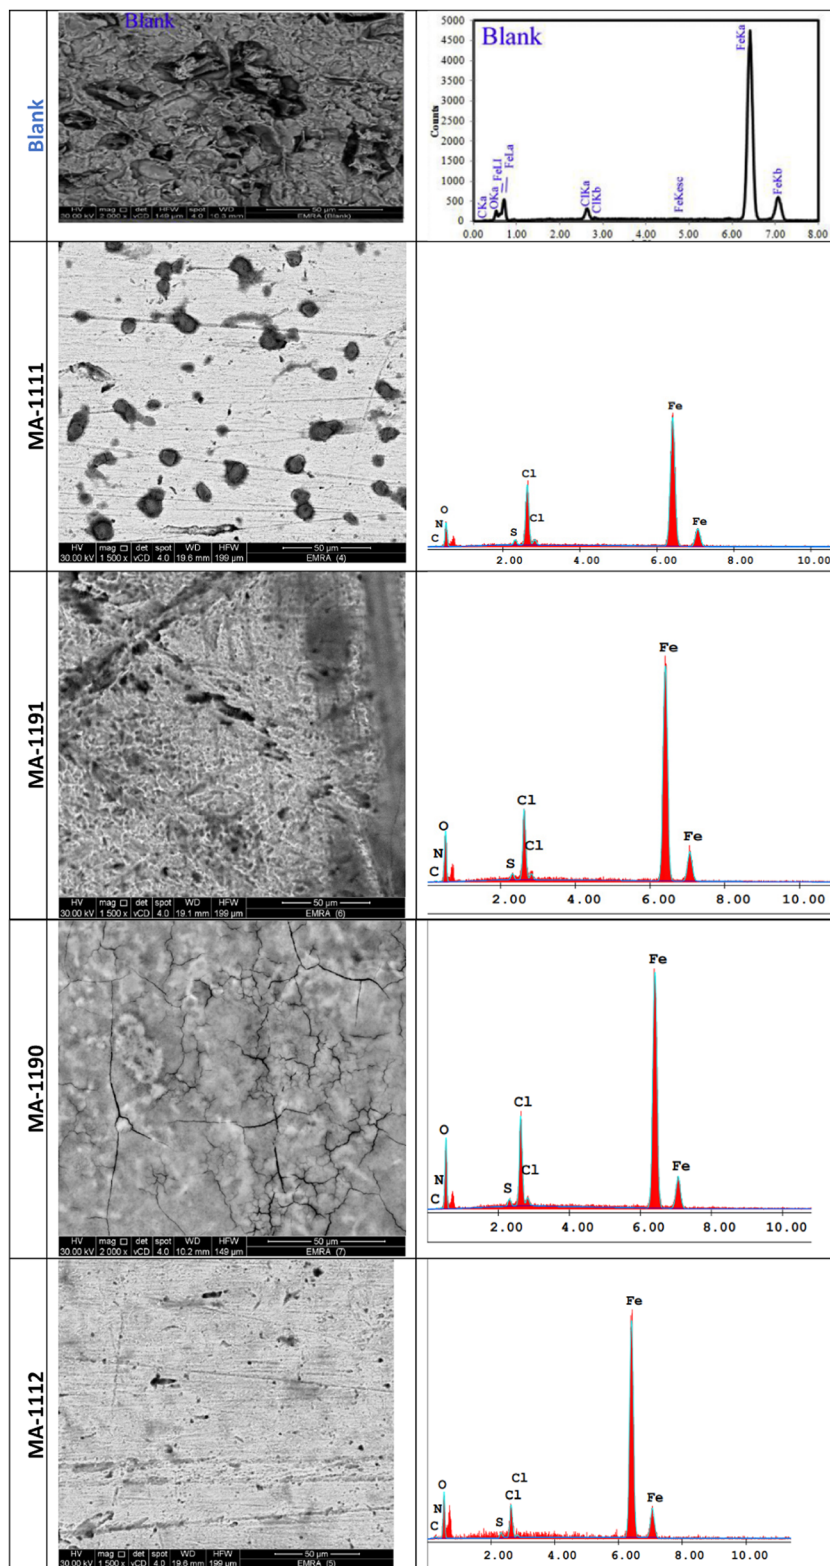 Blank
Blank
HV mag □ det spot WD HFW 50 µm
30.00 kV 2 000 x vCD 4.0 10.3 mm 149 µm EMRA (Blank)
Blank
Counts
5000
4500
4000
3500
3000
2500
2000
1500
1000
500
0
CKa
OKa
FeLl
FeLa
ClKa
ClKb
FeKesc
FeKa
FeKb
0.00 1.00 2.00 3.00 4.00 5.00 6.00 7.00 8.00
MA-1111
HV mag □ det spot WD HFW 50 µm
30.00 kV 1 500 x vCD 4.0 19.6 mm 199 µm EMRA (4)
C
N
O
S
Cl
Cl
Fe
Fe
2.00 4.00 6.00 8.00 10.0
MA-1191
HV mag □ det spot WD HFW 50 µm
30.00 kV 1 500 x vCD 4.0 19.1 mm 199 µm EMRA (6)
C
N
O
S
Cl
Cl
Fe
Fe
2.00 4.00 6.00 8.00 10.0
MA-1190
HV mag □ det spot WD HFW 50 µm
30.00 kV 2 000 x vCD 4.0 10.2 mm 149 µm EMRA (7)
C
N
O
S
Cl
Cl
Fe
Fe
2.00 4.00 6.00 8.00 10.00
MA-1112
HV mag □ det spot WD HFW 50 µm
30.00 kV 1 500 x vCD 4.0 19.6 mm 199 µm EMRA (5)
C
N
O
S
Cl
Cl
Fe
Fe
2.00 4.00 6.00 8.00 10.00